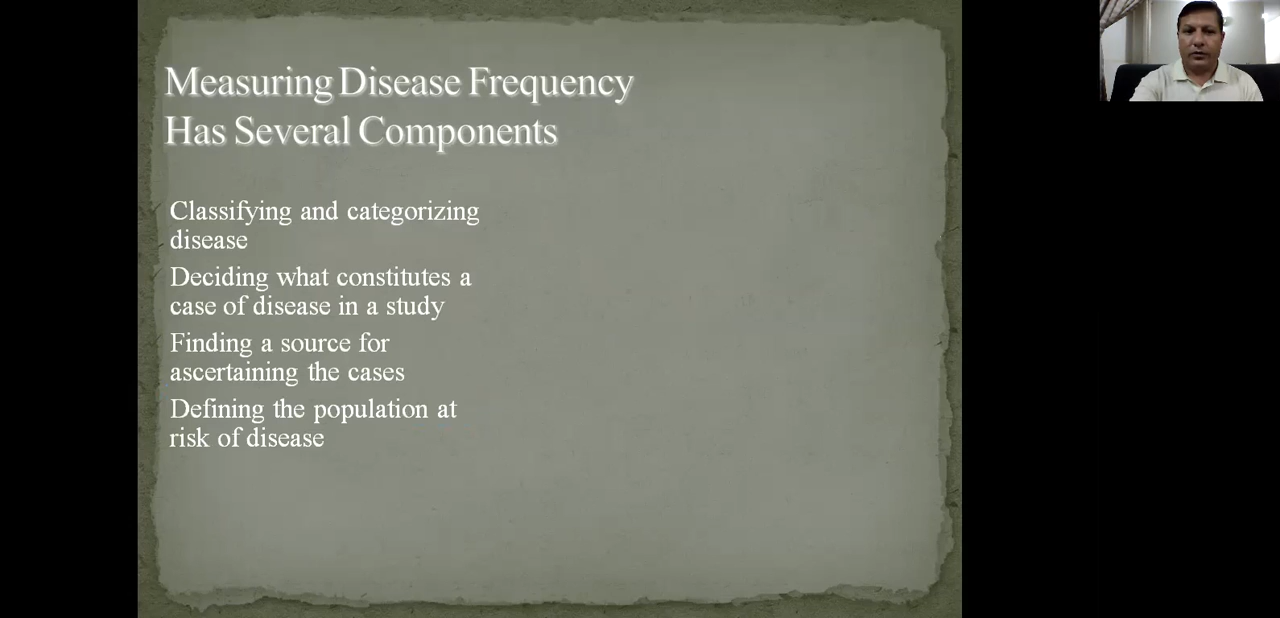 Measuring Disease Frequency
Has Several Components
Classifying and categorizing
disease
Deciding what constitutes a
case of disease in a study
Finding a source for
ascertaining the cases
Defining the population at
risk of disease